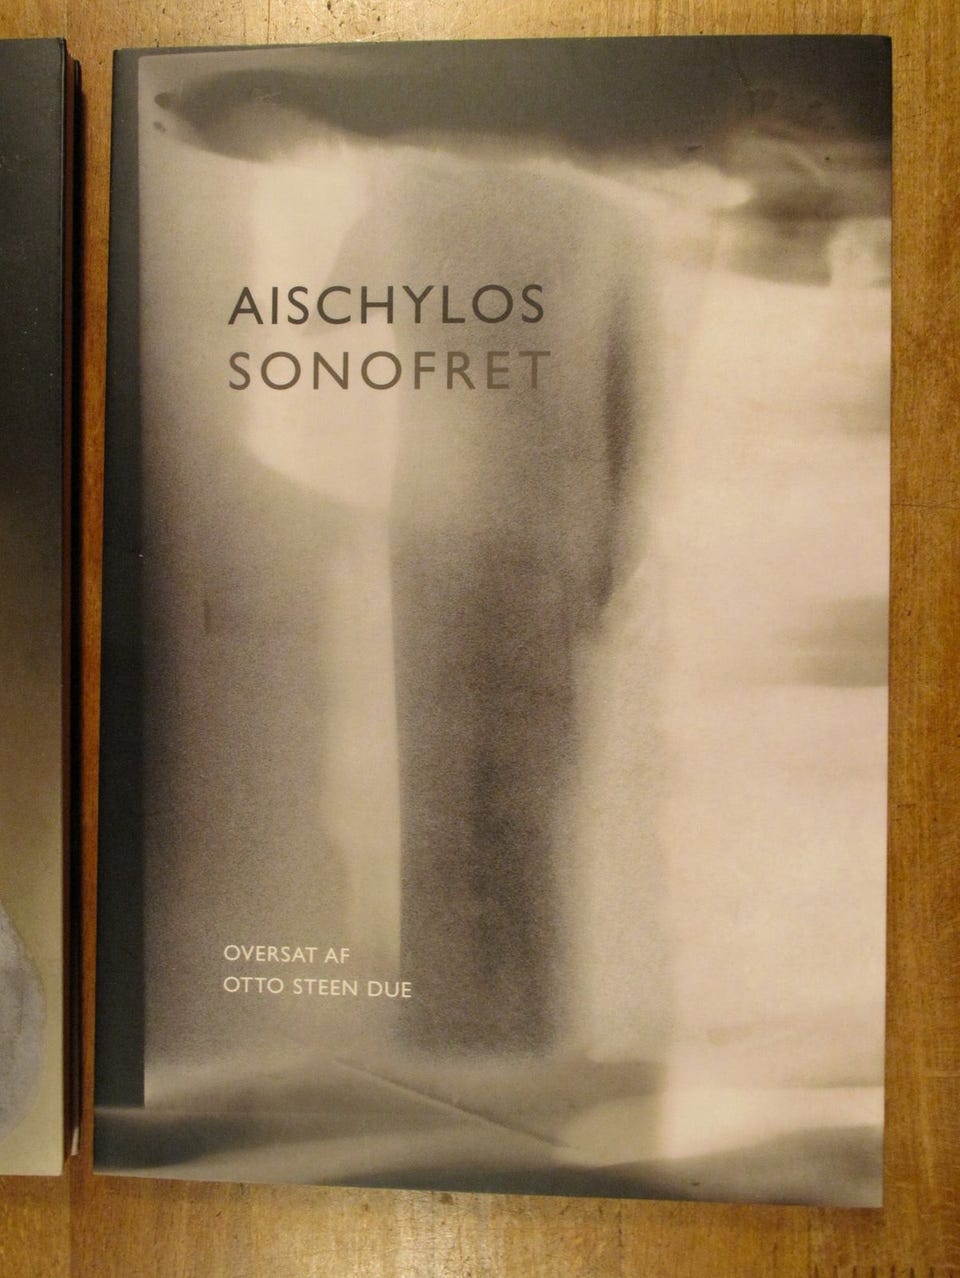 AISCHYLOS
SONOFRET
OVERSAT AF
OTTO STEEN DUE